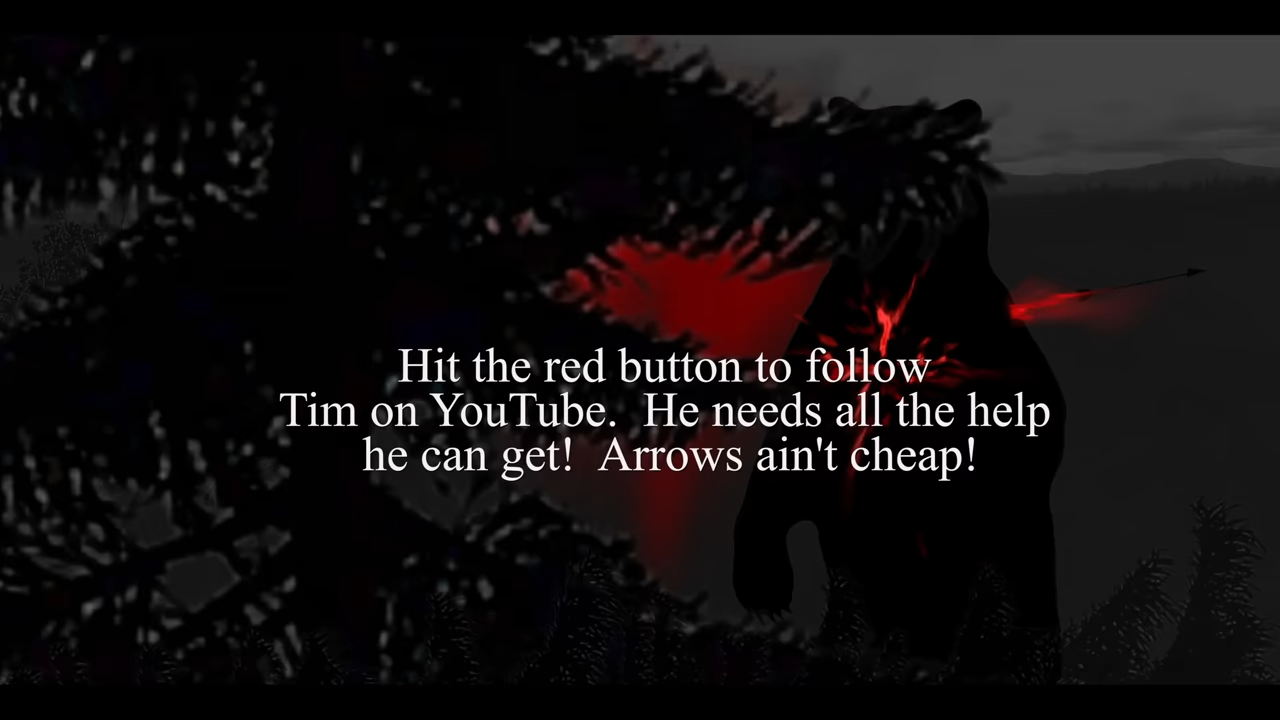 Hit the red button to follow
Tim on YouTube.  He needs all the help
he can get!  Arrows ain't cheap!